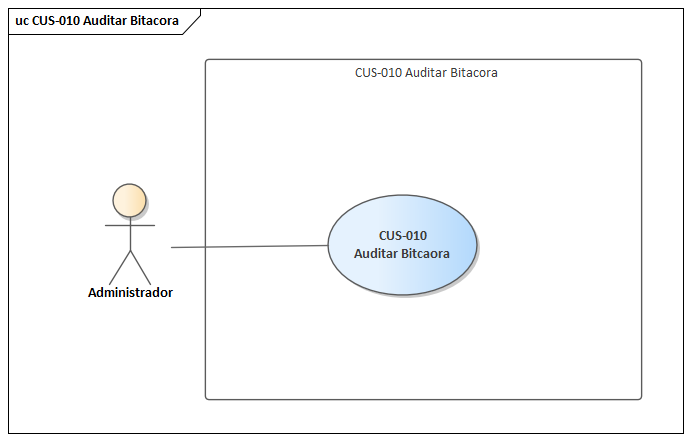 uc CUS-010 Auditar Bitacora
CUS-010 Auditar Bitacora
CUS-010
Auditar Bitcaora
Administrador